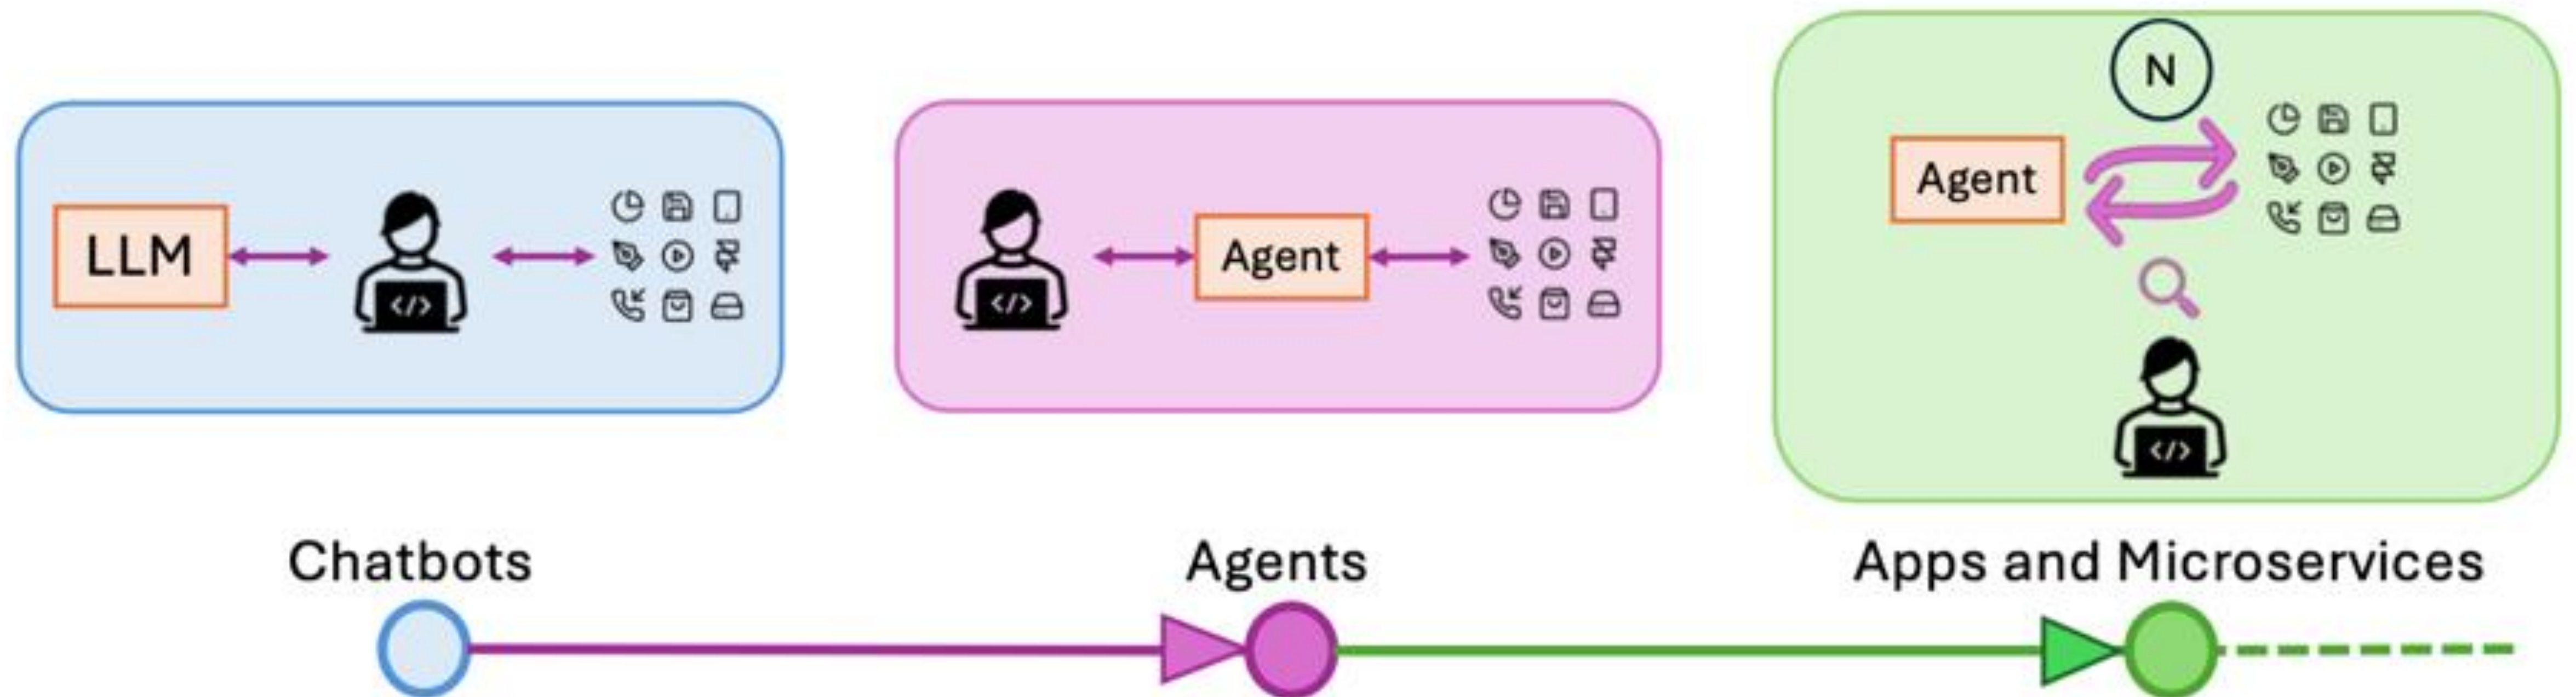 LLM
</>
Agent
</>
N
Agent
</>
Chatbots
Agents
Apps and Microservices